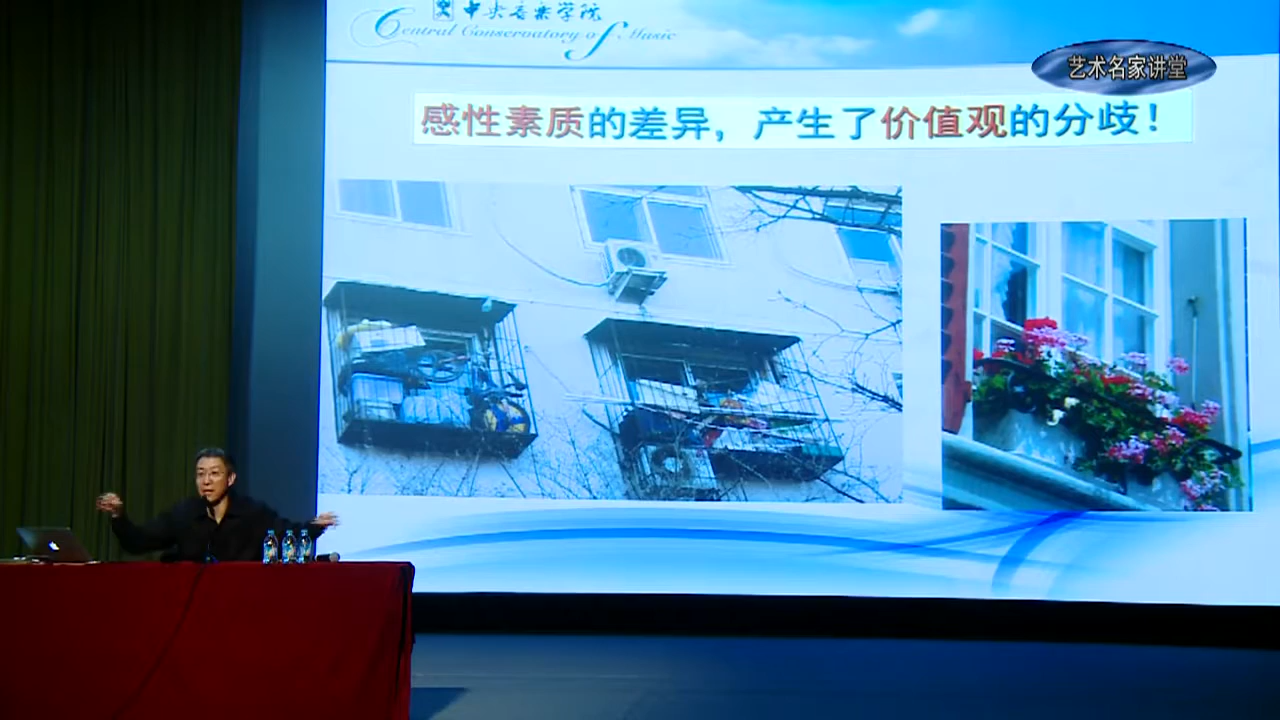 中央音乐学院
Central Conservatory of Music
艺术名家讲堂
感性素质的差异，产生了价值观的分歧！